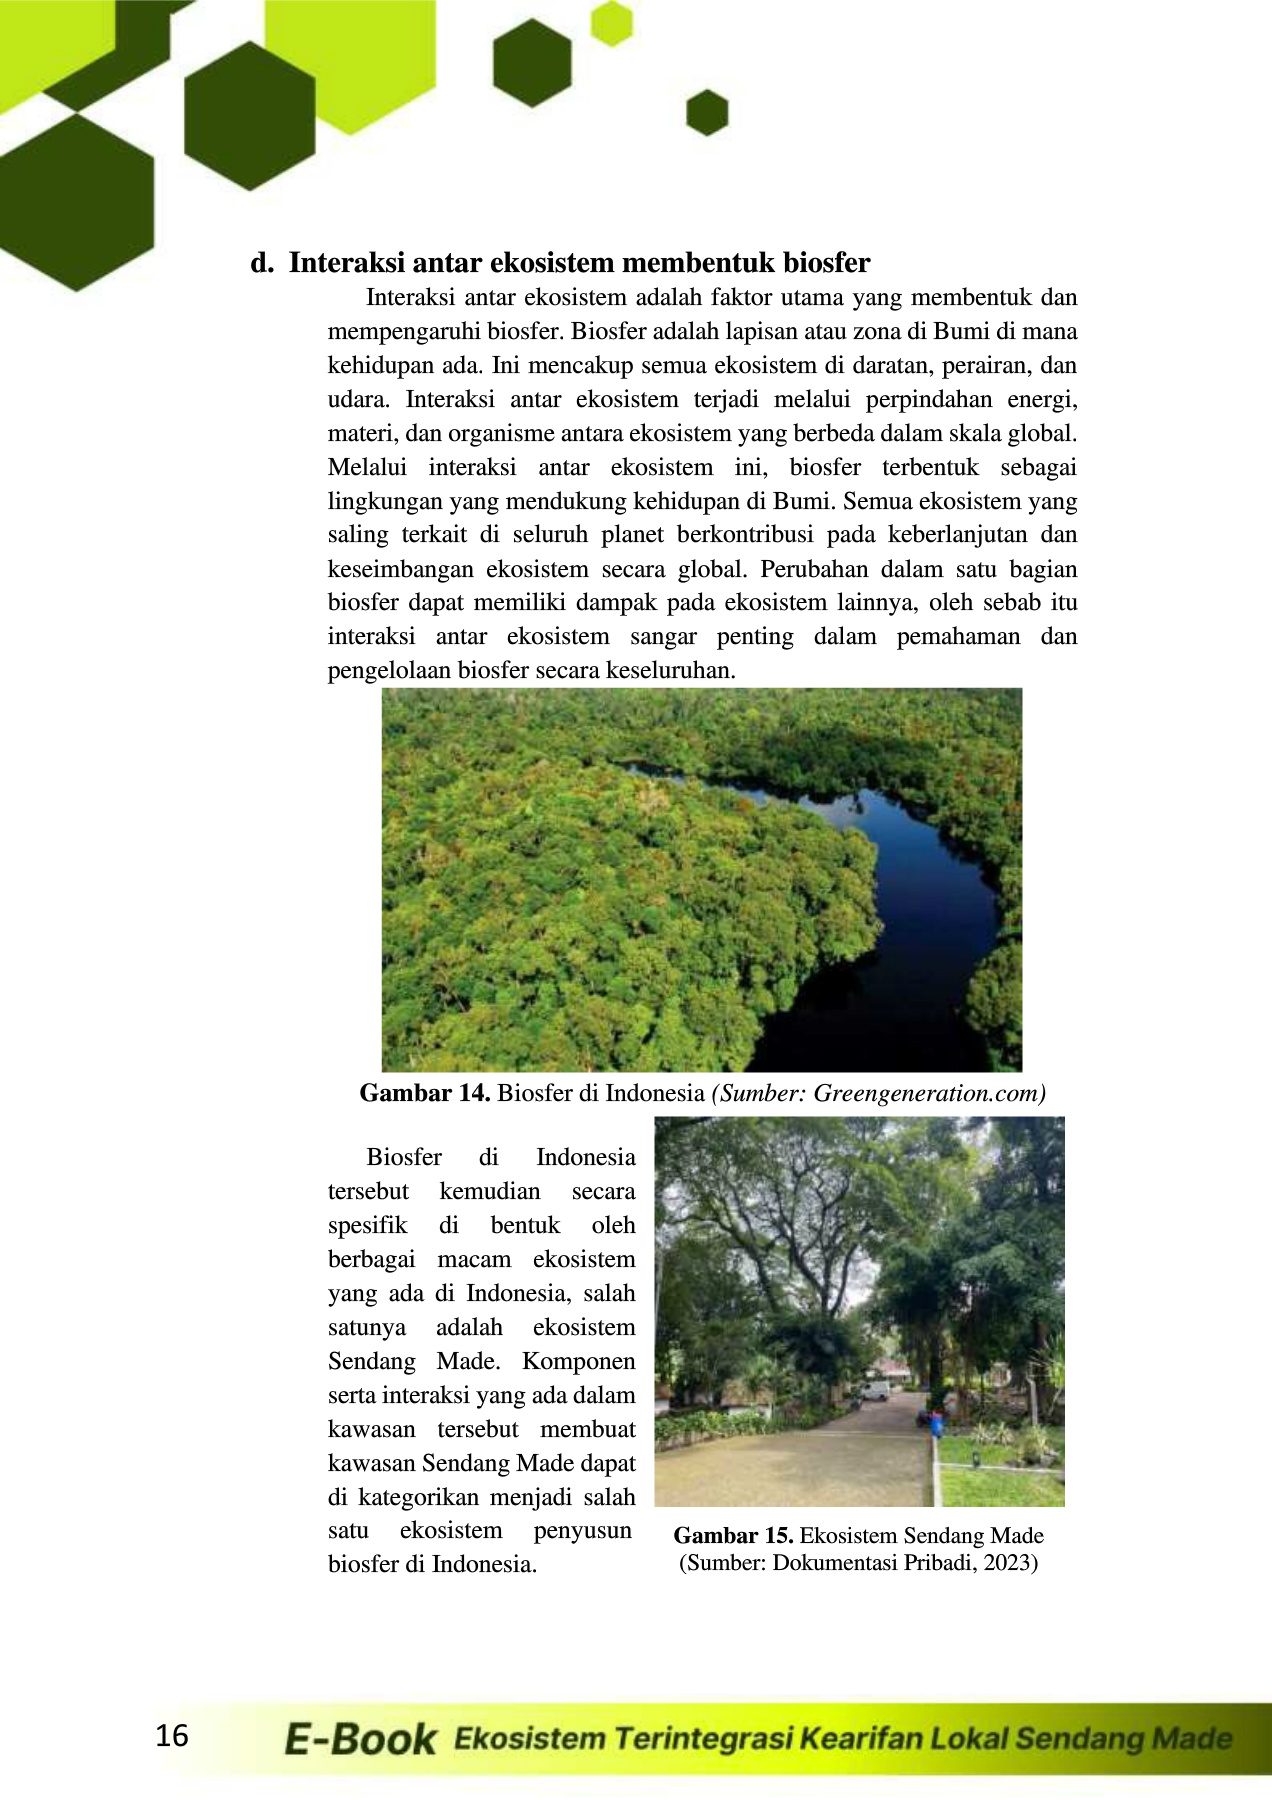 d. Interaksi antar ekosistem membentuk biosfer
Interaksi antar ekosistem adalah faktor utama yang membentuk dan
mempengaruhi biosfer. Biosfer adalah lapisan atau zona di Bumi di mana
kehidupan ada. Ini mencakup semua ekosistem di daratan, perairan, dan
udara. Interaksi antar ekosistem terjadi melalui perpindahan energi,
materi, dan organisme antara ekosistem yang berbeda dalam skala global.
Melalui interaksi antar ekosistem ini, biosfer terbentuk sebagai
lingkungan yang mendukung kehidupan di Bumi. Semua ekosistem yang
saling terkait di seluruh planet berkontribusi pada keberlanjutan dan
keseimbangan ekosistem secara global. Perubahan dalam satu bagian
biosfer dapat memiliki dampak pada ekosistem lainnya, oleh sebab itu
interaksi antar ekosistem sangar penting dalam pemahaman dan
pengelolaan biosfer secara keseluruhan.
Gambar 14. Biosfer di Indonesia (Sumber: Greengeneration.com)
Biosfer di Indonesia
tersebut kemudian secara
spesifik di bentuk oleh
berbagai macam ekosistem
yang ada di Indonesia, salah
satunya adalah ekosistem
Sendang Made. Komponen
serta interaksi yang ada dalam
kawasan tersebut membuat
kawasan Sendang Made dapat
di kategorikan menjadi salah
satu ekosistem penyusun
biosfer di Indonesia.
Gambar 15. Ekosistem Sendang Made
(Sumber: Dokumentasi Pribadi, 2023)
16
E-Book Ekosistem Terintegrasi Kearifan Lokal Sendang Made